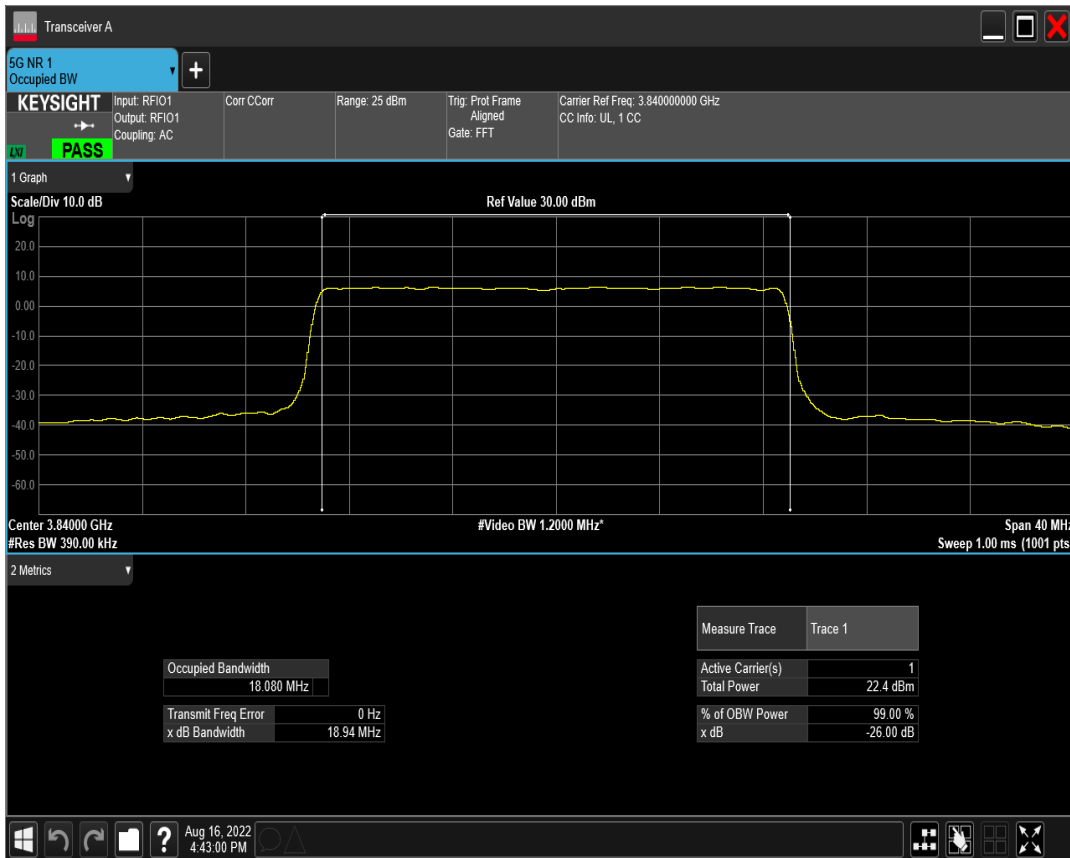 Transceiver A
5G NR 1
Occupied BW
KEYSIGHT
LXI
PASS
Input: RFIO1
Output: RFIO1
Coupling: AC
Corr CCorr
Range: 25 dBm
Trig: Prot Frame
Aligned
Gate: FFT
Carrier Ref Freq: 3.840000000 GHz
CC Info: UL, 1 CC
1 Graph
Scale/Div 10.0 dB
Ref Value 30.00 dBm
Log
20.0
10.0
0.00
-10.0
-20.0
-30.0
-40.0
-50.0
-60.0
Center 3.84000 GHz
#Video BW 1.2000 MHz*
Span 40 MHz
#Res BW 390.00 kHz
Sweep 1.00 ms (1001 pts
2 Metrics
Measure Trace Trace 1
Occupied Bandwidth
18.080 MHz
Active Carrier(s) 1
Total Power 22.4 dBm
Transmit Freq Error 0 Hz
x dB Bandwidth 18.94 MHz
% of OBW Power 99.00 %
x dB -26.00 dB
Aug 16, 2022
4:43:00 PM